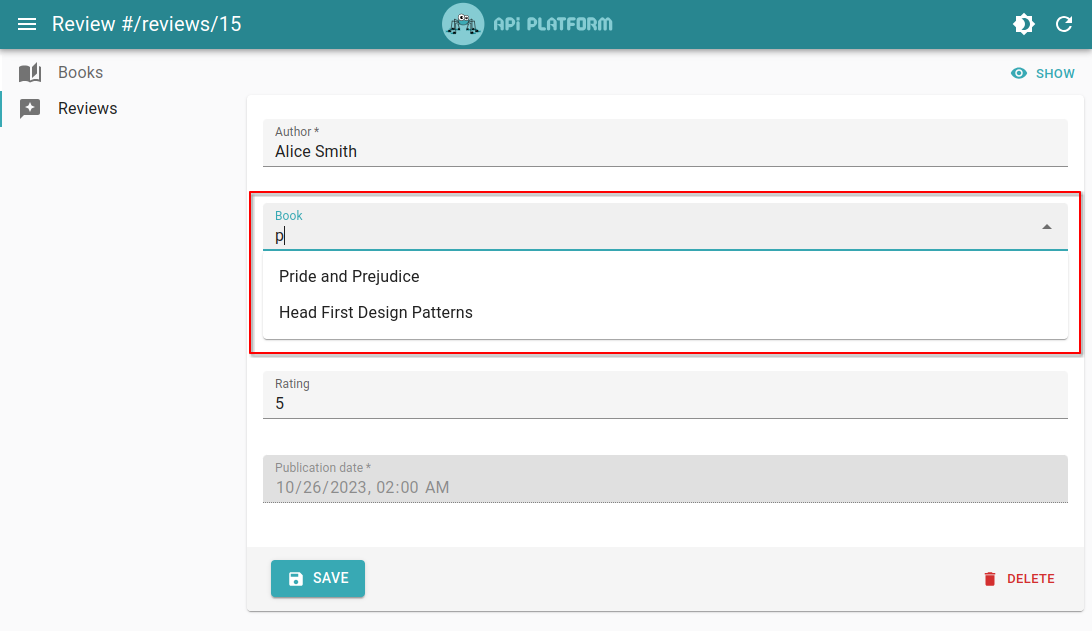 Review #/reviews/15
APi PLATFORM
Books
Reviews
SHOW
Author *
Alice Smith
Book
p
Pride and Prejudice
Head First Design Patterns
Rating
5
Publication date *
10/26/2023, 02:00 AM
SAVE
DELETE